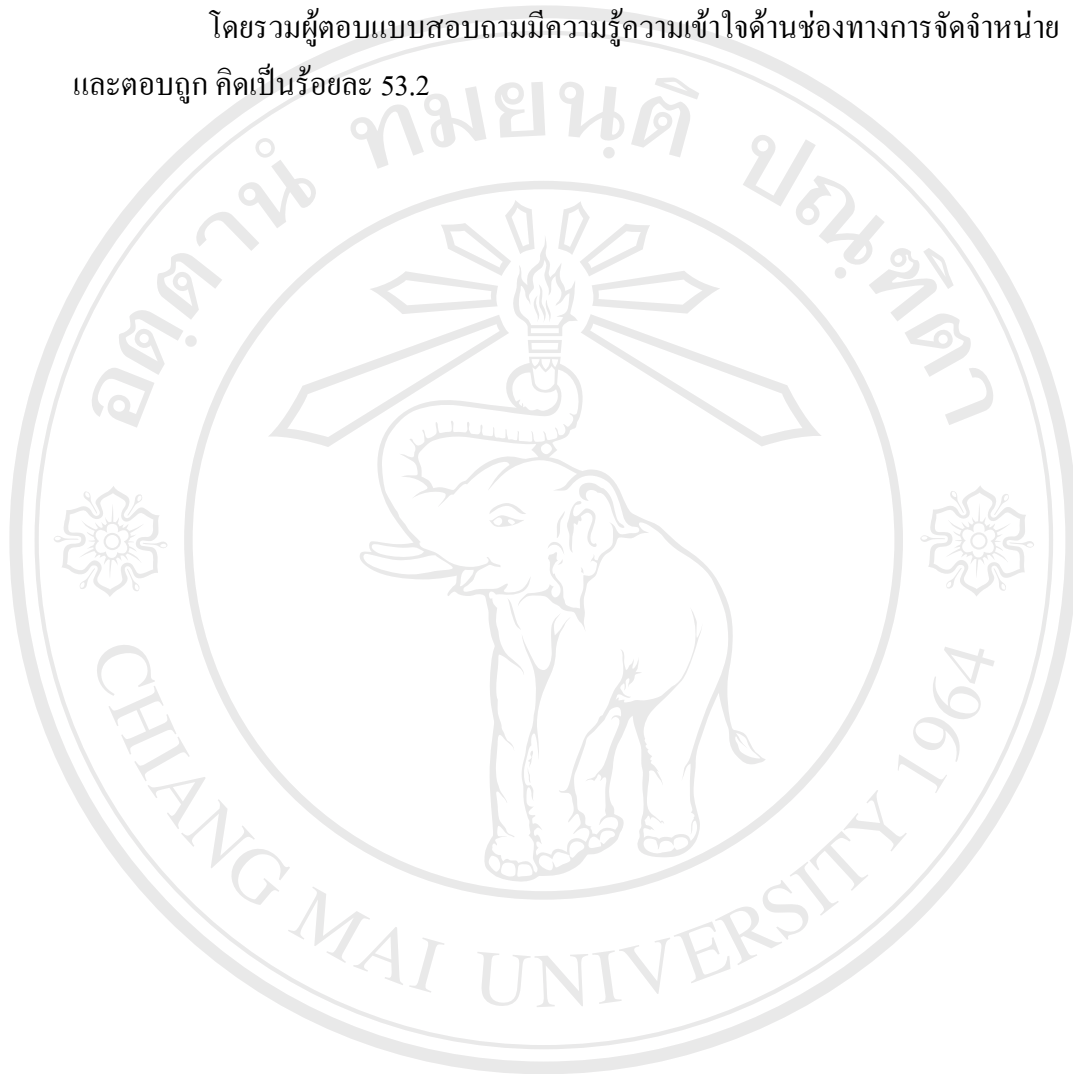 โดยรวมผู้ตอบแบบสอบถามมีความรู้ความเข้าใจด้านช่องทางการจัดจำหน่าย
และตอบถูก คิดเป็นร้อยละ 53.2
อตฺตานํ ทมยนฺติ ปณฺฑิตา
CHIANG MAI UNIVERSITY 1964